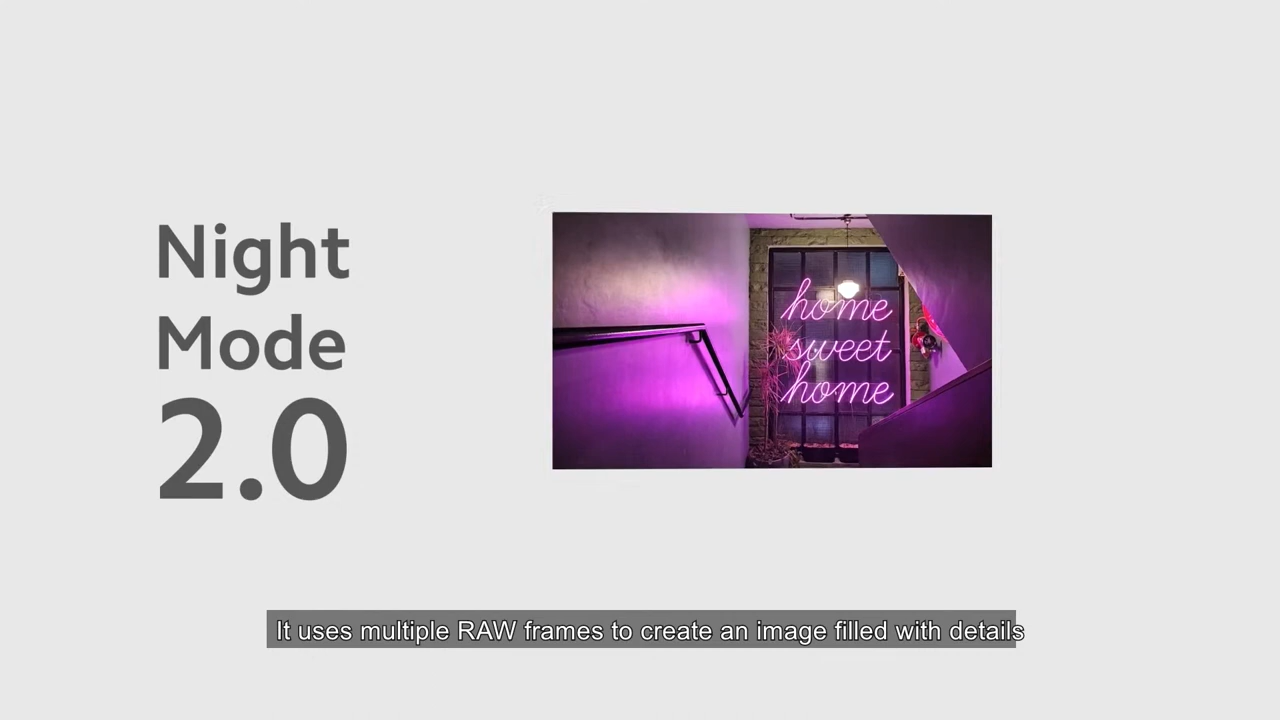 Night
Mode
2.0
home
sweet
home
It uses multiple RAW frames to create an image filled with details